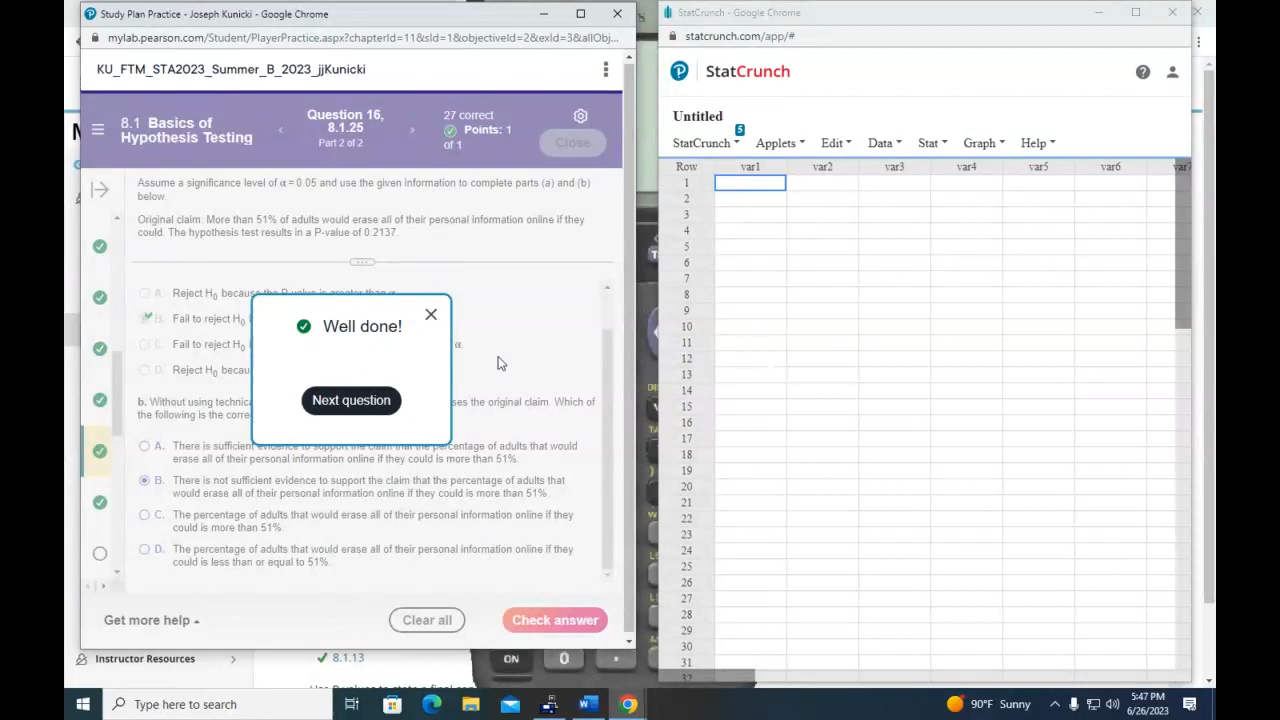 Study Plan Practice - Joseph Kunicki - Google Chrome
mylab.pearson.com/Student/PlayerPractice.aspx?chapterId=11&sId=1&objectiveId=2&exId=3&allObj...
KU_FTM_STA2023_Summer_B_2023_jjKunicki
8.1 Basics of
Hypothesis Testing
Question 16,
8.1.25
Part 2 of 2
27 correct
Points: 1
of 1
Close
Assume a significance level of α = 0.05 and use the given information to complete parts (a) and (b)
below.
Original claim: More than 51% of adults would erase all of their personal information online if they
could. The hypothesis test results in a P-value of 0.2137.
A. Reject H0 because the P-value is greater than α.
B. Fail to reject H0
C. Fail to reject H0 α.
D. Reject H0 becau
Well done!
Next question
b. Without using technic ses the original claim. Which of
the following is the corre
A. There is sufficient evidence to support the claim that the percentage of adults that would
erase all of their personal information online if they could is more than 51%.
B. There is not sufficient evidence to support the claim that the percentage of adults that
would erase all of their personal information online if they could is more than 51%.
C. The percentage of adults that would erase all of their personal information online if they
could is more than 51%.
D. The percentage of adults that would erase all of their personal information online if they
could is less than or equal to 51%.
Get more help
Clear all
Check answer
Instructor Resources
8.1.13
ON 0
StatCrunch - Google Chrome
statcrunch.com/app/#
StatCrunch
Untitled
5
StatCrunch Applets Edit Data Stat Graph Help
Row var1 var2 var3 var4 var5 var6 var7
1
2
3
4
5
6
7
8
9
10
11
12
13
14
15
16
17
18
19
20
21
22
23
24
25
26
27
28
29
30
31
Type here to search
90°F Sunny
5:47 PM
6/26/2023